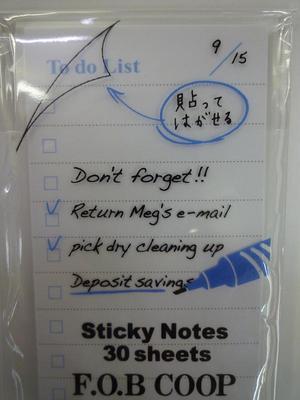 9/15
To do List
貼って
はがせる
Don't forget!!
Return Meg's e-mail
pick dry cleaning up
Deposit savings
Sticky Notes
30 sheets
F.O.B COOP